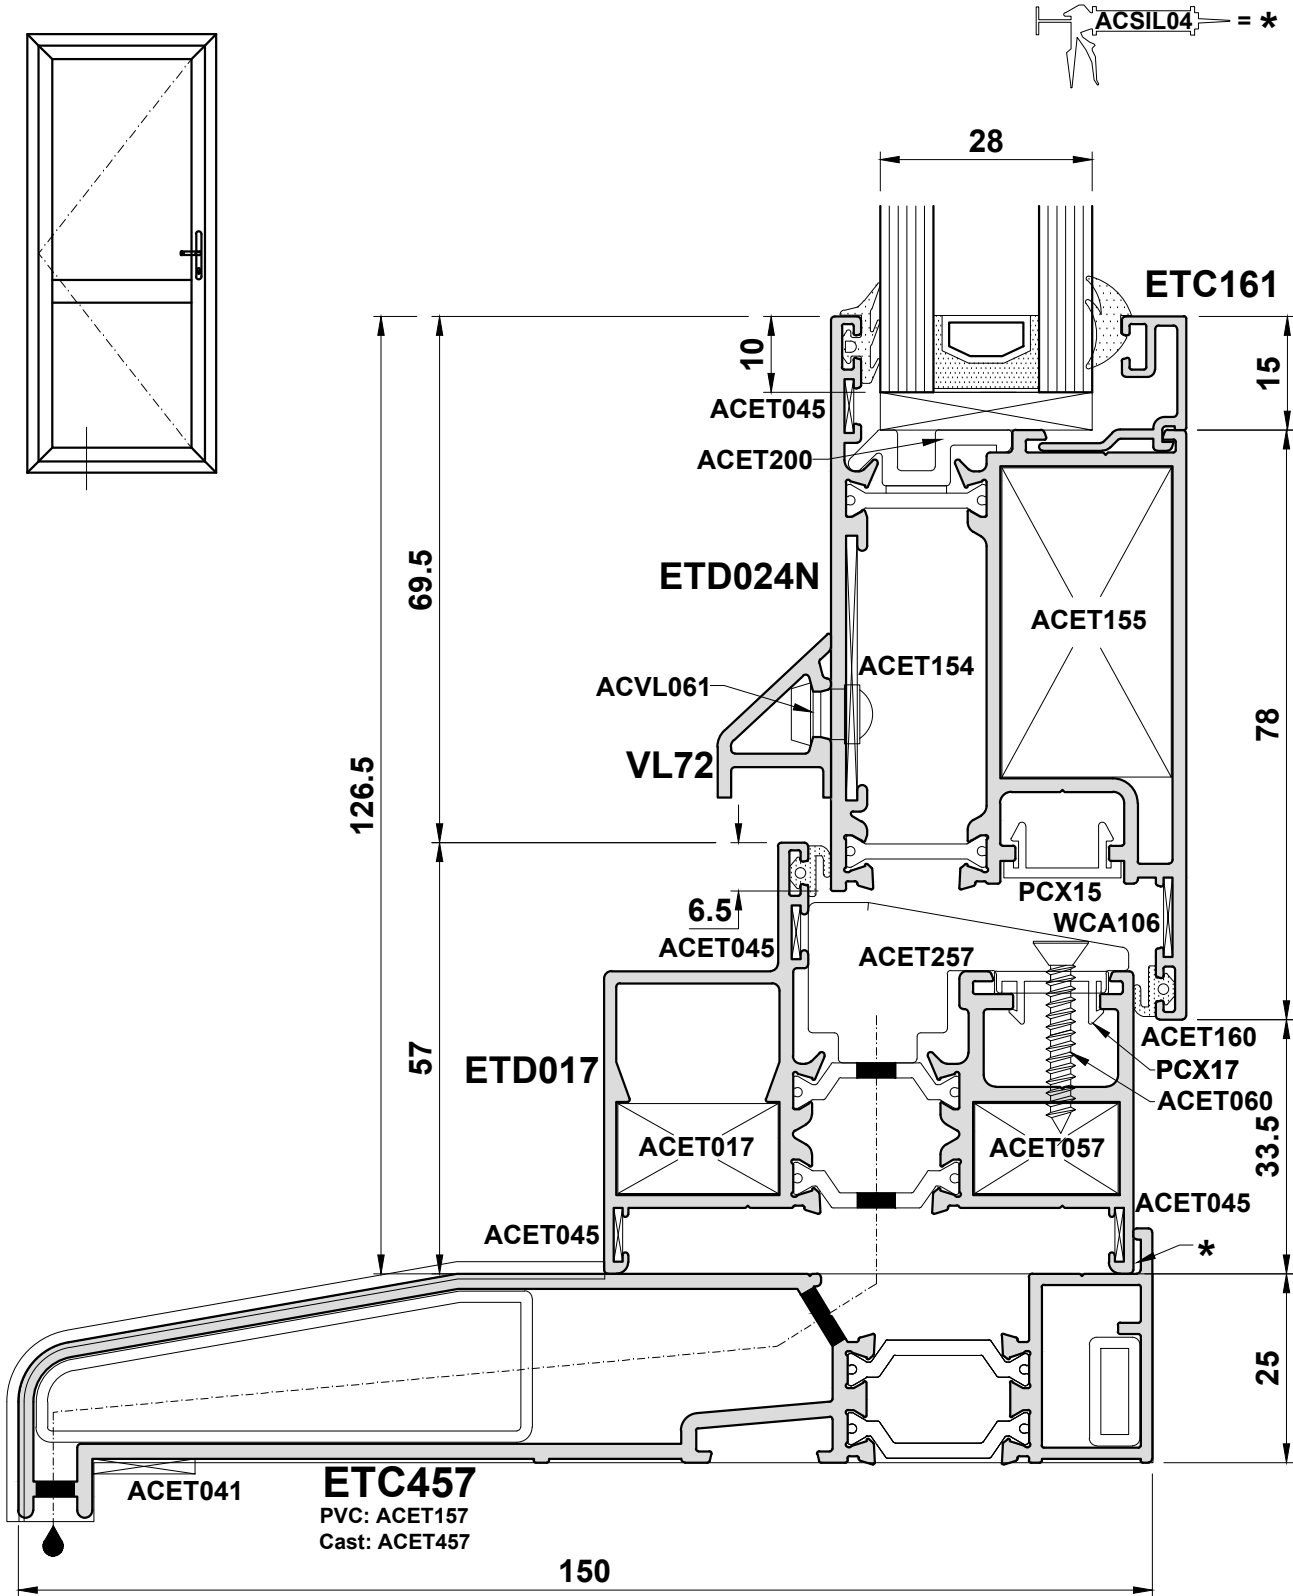 ACSIL04 = *
28
ETC161
10
15
ACET045
ACET200
69.5
ETD024N
ACET155
ACET154
ACVL061
78
VL72
126.5
PCX15
6.5
WCA106
ACET045
ACET257
ACET160
57
ETD017
PCX17
ACET060
ACET017
ACET057
33.5
ACET045
ACET045
*
25
ETC457
ACET041
PVC: ACET157
Cast: ACET457
150